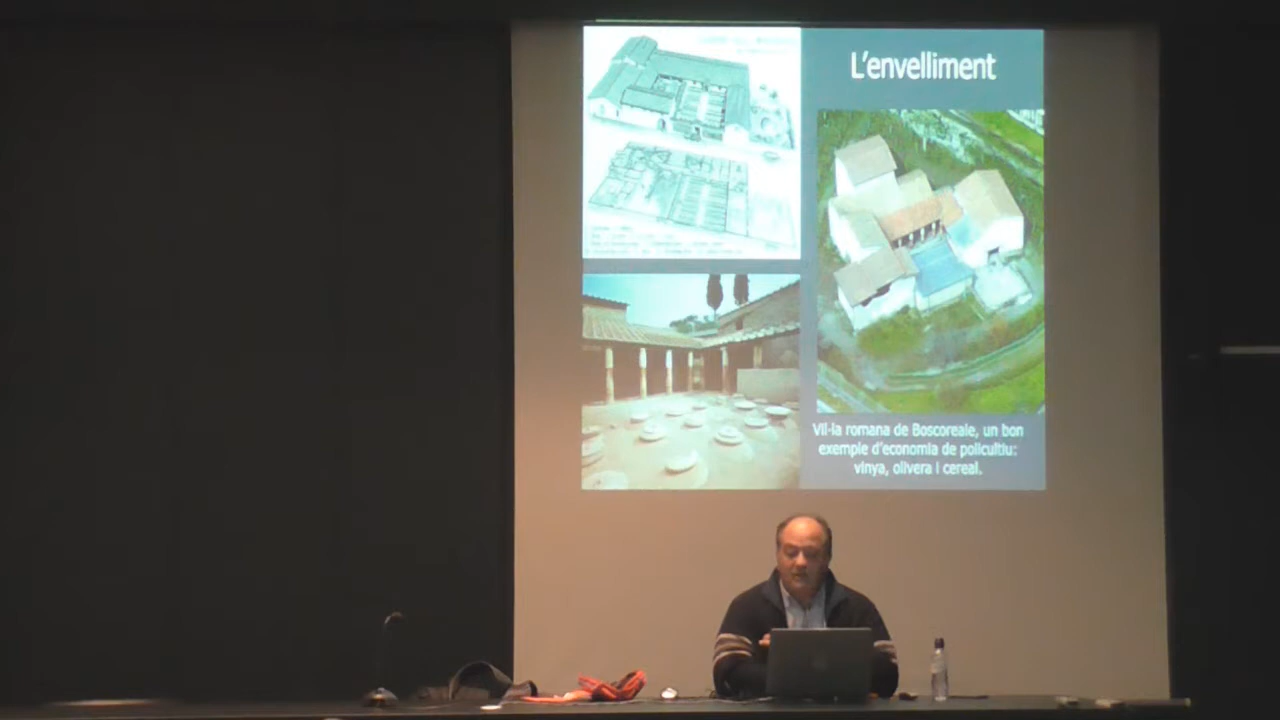 L'envelliment
Vil·la romana de Boscoreale, un bon
exemple d'economia de policultiu:
vinya, olivera i cereal.